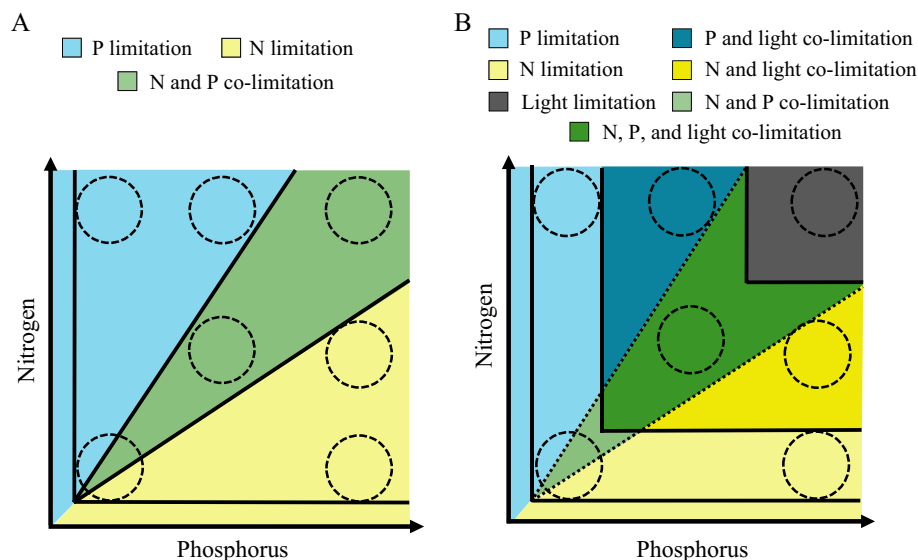 A
P limitation
N limitation
N and P co-limitation
Nitrogen
Phosphorus
B
P limitation
P and light co-limitation
N limitation
N and light co-limitation
Light limitation
N and P co-limitation
N, P, and light co-limitation
Nitrogen
Phosphorus